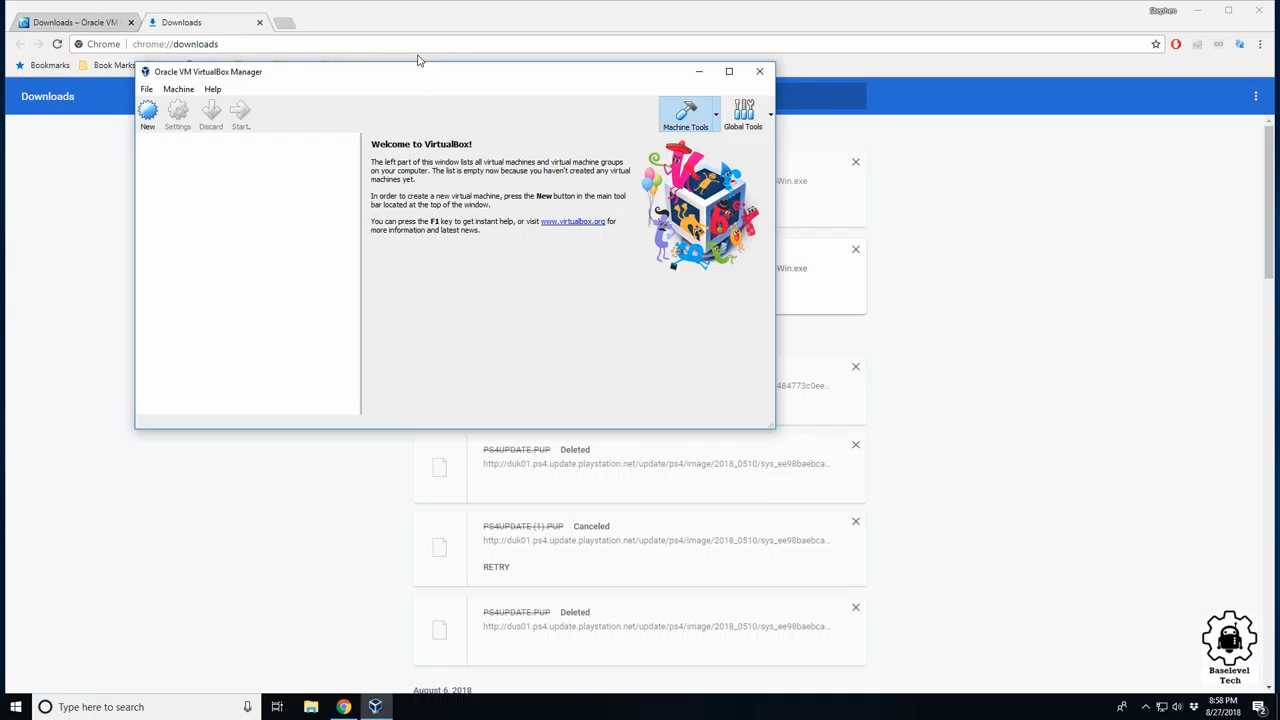 Stephen
Downloads – Oracle VM
Downloads
Chrome
chrome://downloads
Bookmarks
Book Marks
Downloads
Oracle VM VirtualBox Manager
File
Machine
Help
New
Settings
Discard
Start
Machine Tools
Global Tools
Welcome to VirtualBox!
The left part of this window lists all virtual machines and virtual machine groups
on your computer. The list is empty now because you haven't created any virtual
machines yet.
In order to create a new virtual machine, press the New button in the main tool
bar located at the top of the window.
You can press the F1 key to get instant help, or visit www.virtualbox.org for
more information and latest news.
Win.exe
Win.exe
484773c0ee...
PS4UPDATE.PUP Deleted
http://duk01.ps4.update.playstation.net/update/ps4/image/2018_0510/sys_ee98baebca...
PS4UPDATE (1).PUP Canceled
http://duk01.ps4.update.playstation.net/update/ps4/image/2018_0510/sys_ee98baebca...
RETRY
PS4UPDATE.PUP Deleted
http://dus01.ps4.update.playstation.net/update/ps4/image/2018_0510/sys_ee98baebca...
August 6, 2018
Baselevel
Tech
Type here to search
8:58 PM
8/27/2018
2